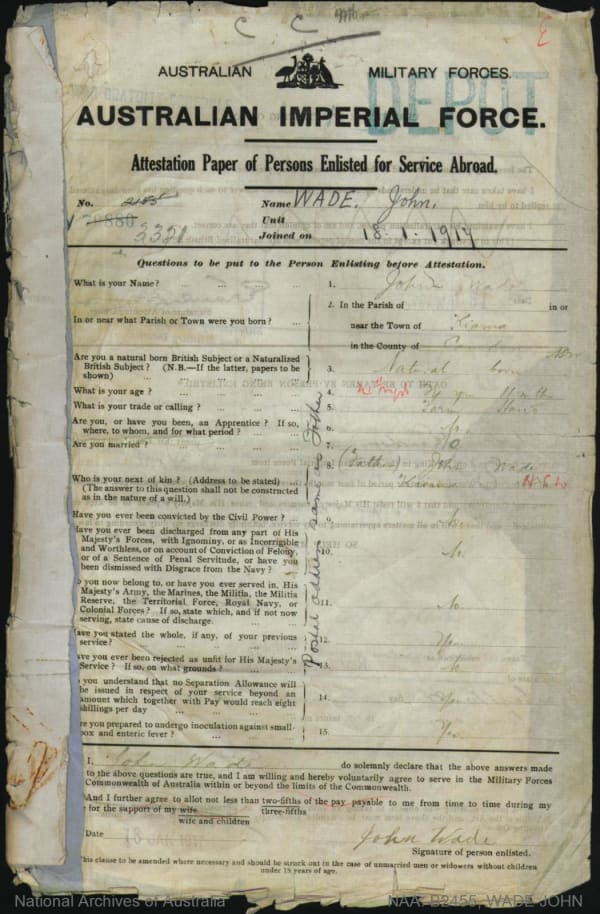 C C
AUSTRALIAN MILITARY FORCES.
DEPOT
AUSTRALIAN IMPERIAL FORCE.
Attestation Paper of Persons Enlisted for Service Abroad.
No. Name WADE. John.
Unit
2321 Joined on 18.1.1917
Questions to be put to the Person Enlisting before Attestation.
What is your Name? ... ... ... 1. John Wade
2. In the Parish of in or
In or near what Parish or Town were you born? ... near the Town of Kiama
in the County of
Are you a natural born British Subject or a Naturalized
British Subject? (N.B.—If the latter, papers to be
shown) 3. Natural born
What is your age? ... 4.
What is your trade or calling? ... 5. Farm Hand
Are you, or have you been, an Apprentice? If so,
where, to whom, and for what period? ... 6. No
Are you married? ... 7. No
8. (Father) John Wade
Who is your next of kin? (Address to be stated) ...
(The answer to this question shall not be constructed
as in the nature of a will.) Kiama
Postal address same as Father
Have you ever been convicted by the Civil Power? ... 9. No
Have you ever been discharged from any part of His
Majesty's Forces, with Ignominy, or as Incorrigible
and Worthless, or on account of Conviction of Felony,
or of a Sentence of Penal Servitude, or have you
been dismissed with Disgrace from the Navy? ... 10. No
o you now belong to, or have you ever served in, His
Majesty's Army, the Marines, the Militia, the Militia
Reserve, the Territorial Force, Royal Navy, or
Colonial Forces? If so, state which, and if not now
serving, state cause of discharge 11. No
ave you stated the whole, if any, of your previous
service? ... 12. Yes
ave you ever been rejected as unfit for His Majesty's
Service? If so, on what grounds? ... 13. No
o you understand that no Separation Allowance will
be issued in respect of your service beyond an
amount which together with Pay would reach eight
shillings per day ... 14. Yes
re you prepared to undergo inoculation against small-
pox and enteric fever? ... 15. Yes
I, John Wade do solemnly declare that the above answers made
to the above questions are true, and I am willing and hereby voluntarily agree to serve in the Military Forces
Commonwealth of Australia within or beyond the limits of the Commonwealth.
And I further agree to allot not less than two-fifths of the pay payable to me from time to time during my
three-fifths
for the support of my wife
wife and children
Date John Wade
Signature of person enlisted.
This clause to be amended where necessary and should be struck out in the case of unmarried men or widowers without children
under 18 years of age.
National Archives of Australia NAA: B2455, WADE JOHN